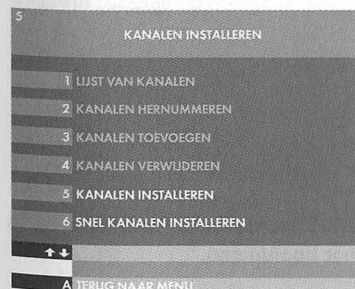 5
KANALEN INSTALLEREN
1 LIJST VAN KANALEN
2 KANALEN HERNUMMEREN
3 KANALEN TOEVOEGEN
4 KANALEN VERWIJDEREN
5 KANALEN INSTALLEREN
6 SNEL KANALEN INSTALLEREN
A TERUG NAAR MENU